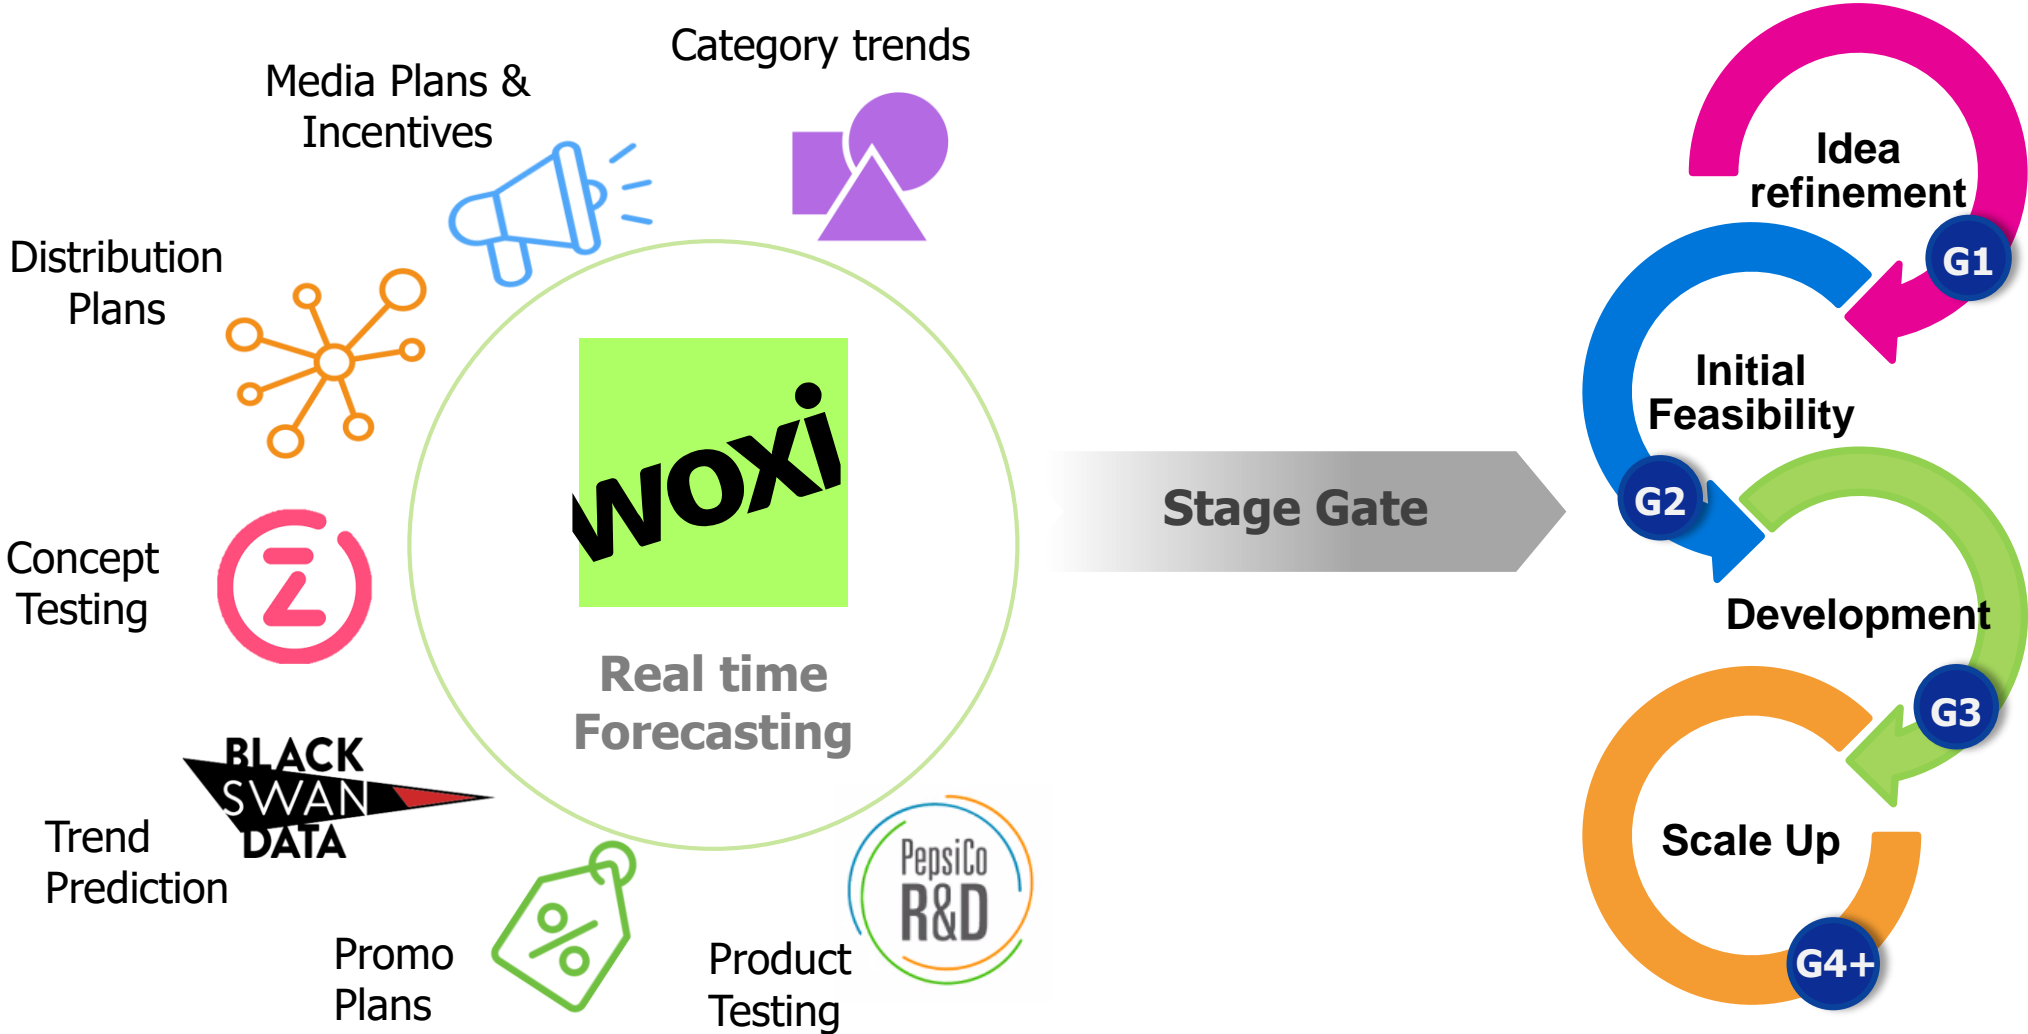 Category trends
Media Plans &
Incentives
Distribution
Plans
Concept
Testing
BLACK
SWAN
DATA
Trend
Prediction
Promo
Plans
Product
Testing
PepsiCo
R&D
woxi
Real time
Forecasting
Stage Gate
Idea
refinement
G1
Initial
Feasibility
G2
Development
G3
Scale Up
G4+